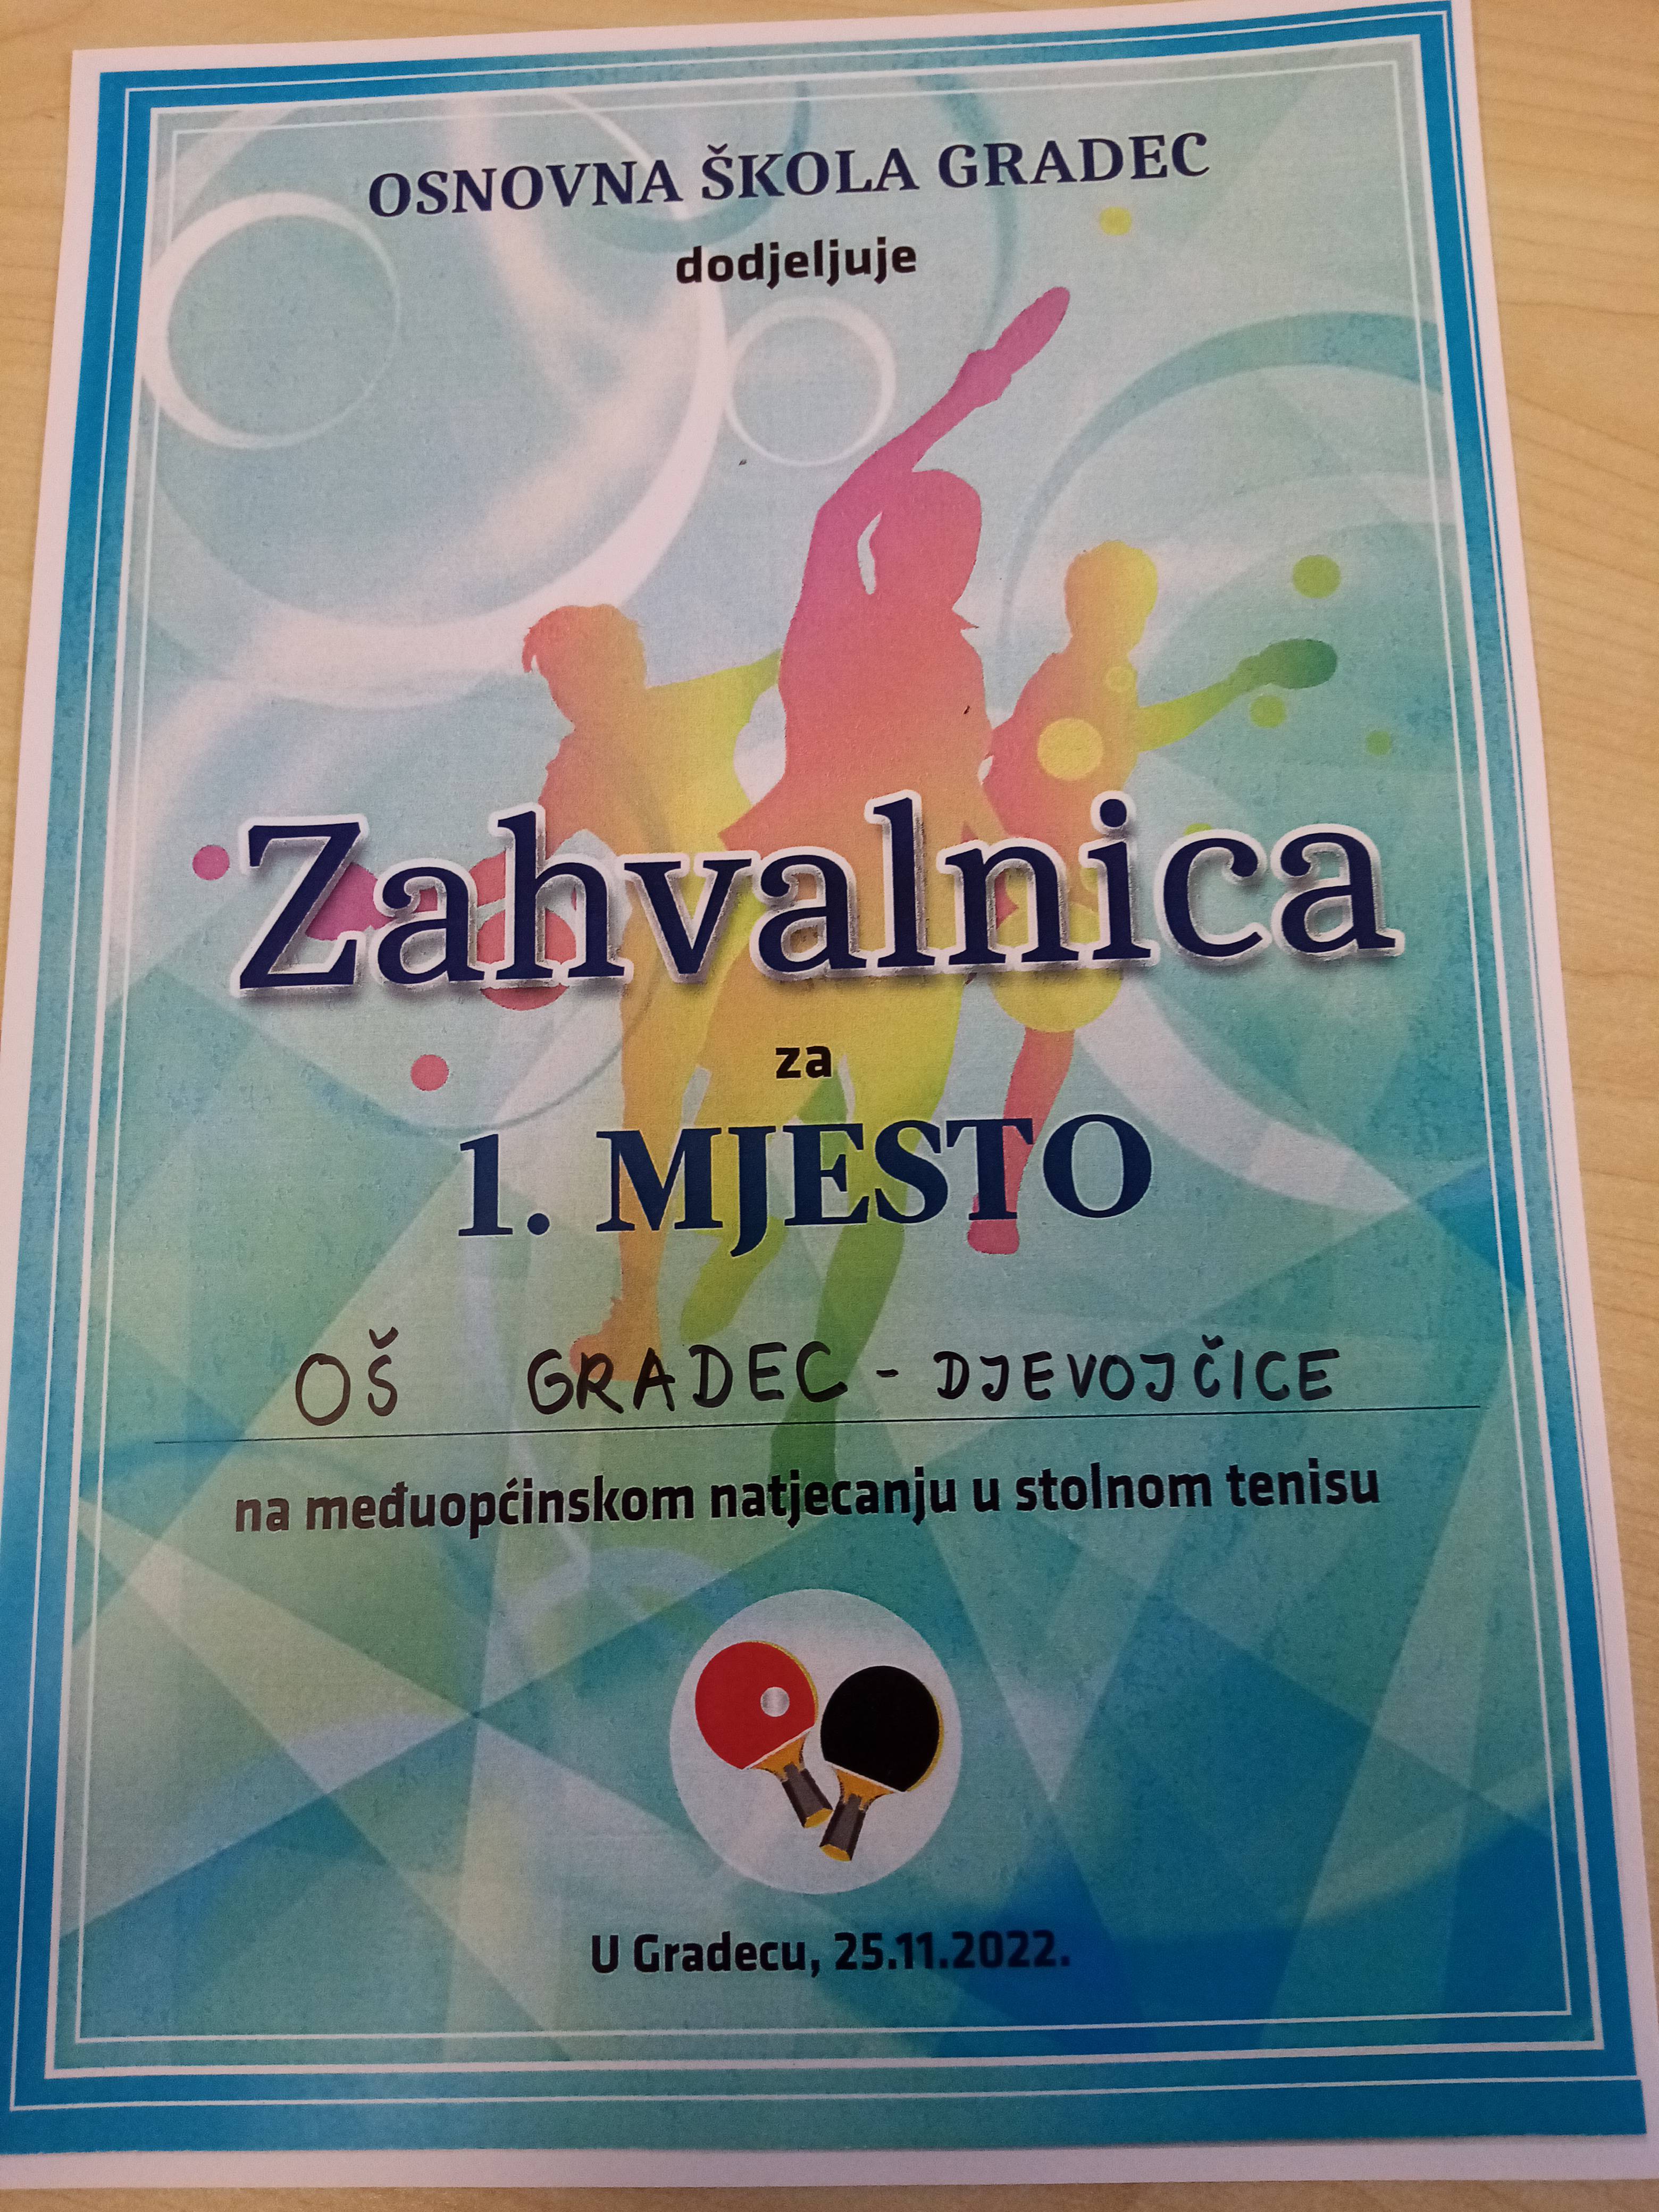 OSNOVNA ŠKOLA GRADEC
dodjeljuje
Zahvalnica
za
1. MJESTO
OŠ GRADEC - DJEVOJČICE
na međuopćinskom natjecanju u stolnom tenisu
U Gradecu, 25.11.2022.